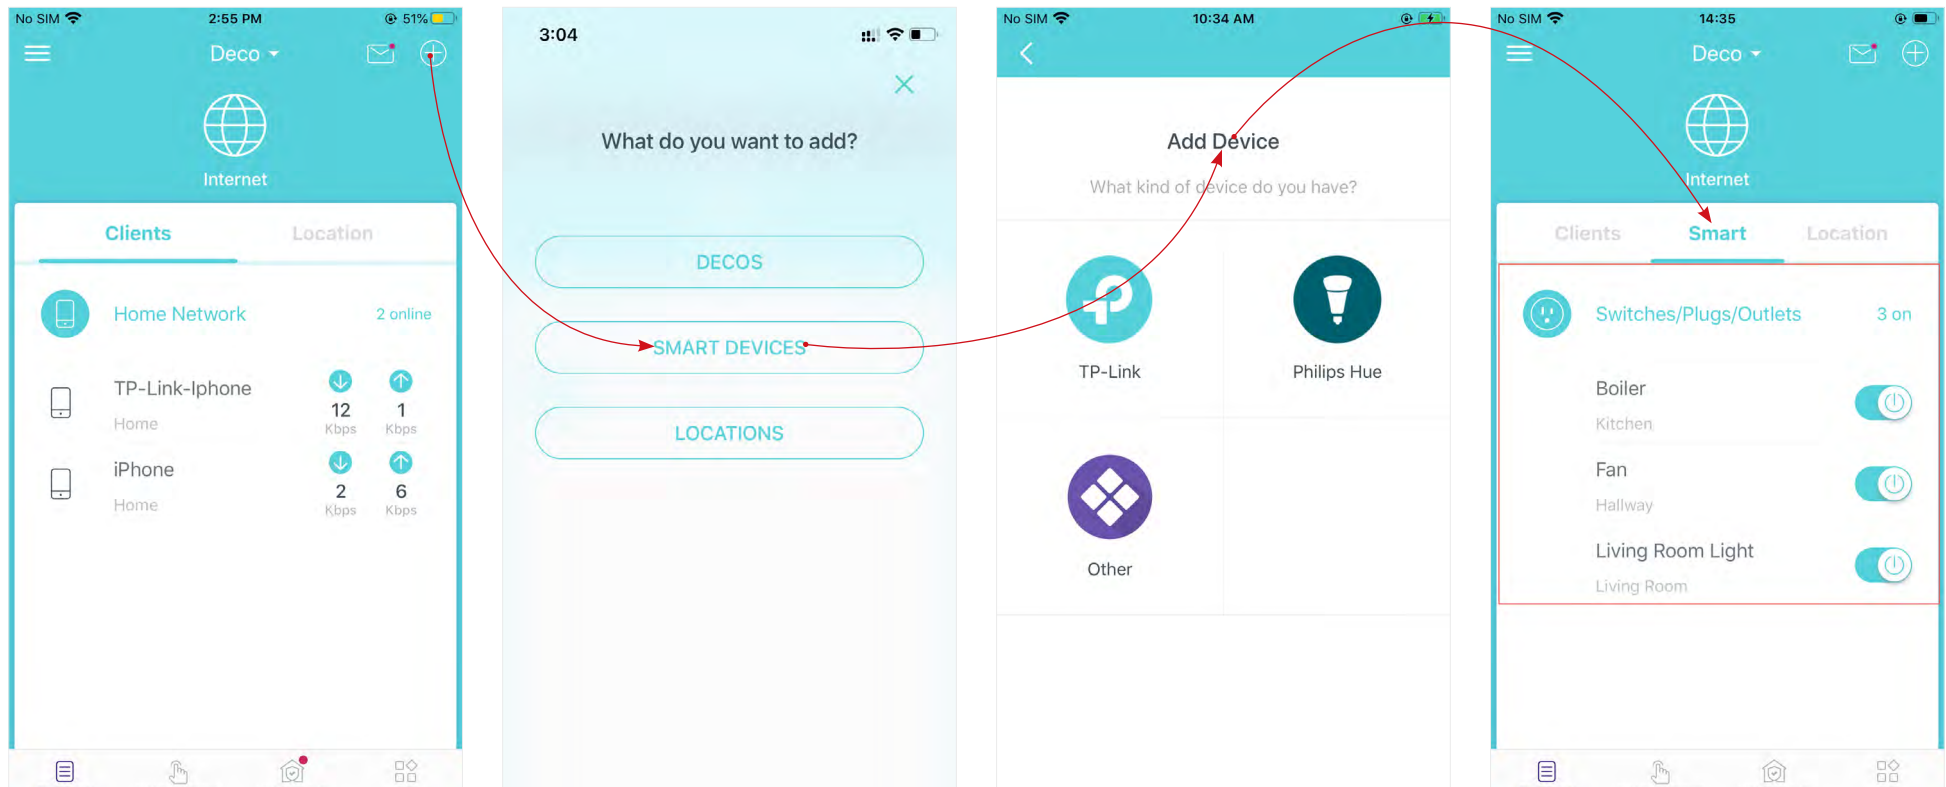 No SIM 2:55 PM 51%
Deco
Internet
Clients Location
Home Network 2 online
TP-Link-Iphone
Home
12 1
Kbps Kbps
iPhone
Home
2 6
Kbps Kbps
3:04
What do you want to add?
DECOS
SMART DEVICES
LOCATIONS
No SIM 10:34 AM
Add Device
What kind of device do you have?
TP-Link
Philips Hue
Other
No SIM 14:35
Deco
Internet
Clients Smart Location
Switches/Plugs/Outlets 3 on
Boiler
Kitchen
Fan
Hallway
Living Room Light
Living Room